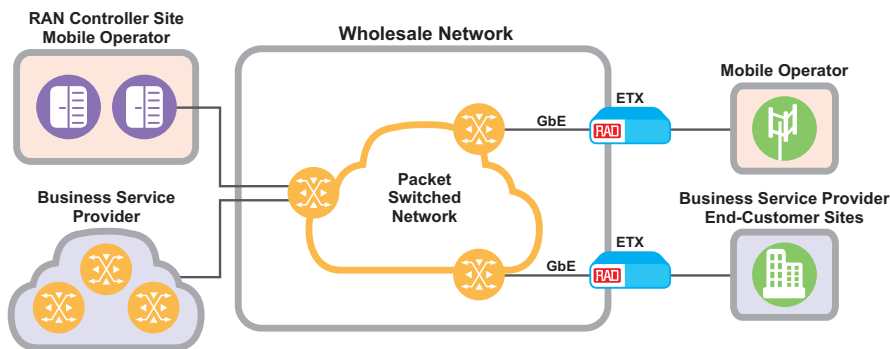 RAN Controller Site
Mobile Operator
Wholesale Network
Mobile Operator
ETX
GbE
RAD
Packet
Switched
Network
Business Service
Provider
Business Service Provider
End-Customer Sites
ETX
GbE
RAD